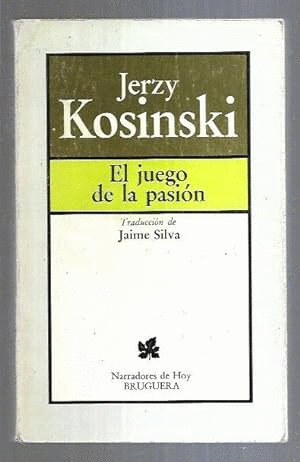 Jerzy
Kosinski
El juego
de la pasión
Traducción de
Jaime Silva
Narradores de Hoy
BRUGUERA